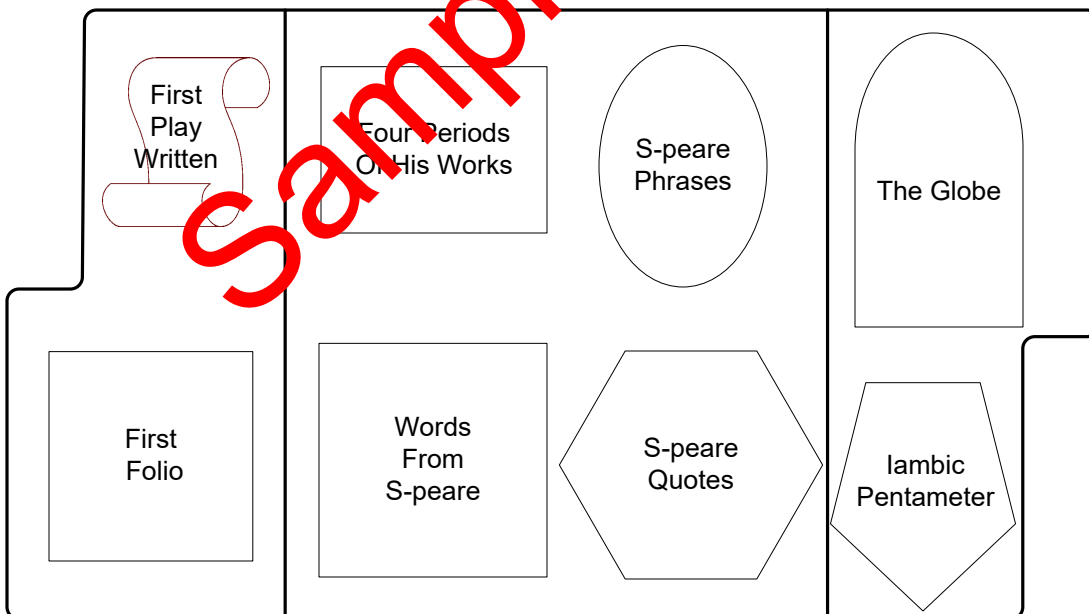 First
Play
Written
Four Periods
Of His Works
S-peare
Phrases
The Globe
First
Folio
Words
From
S-peare
S-peare
Quotes
Iambic
Pentameter